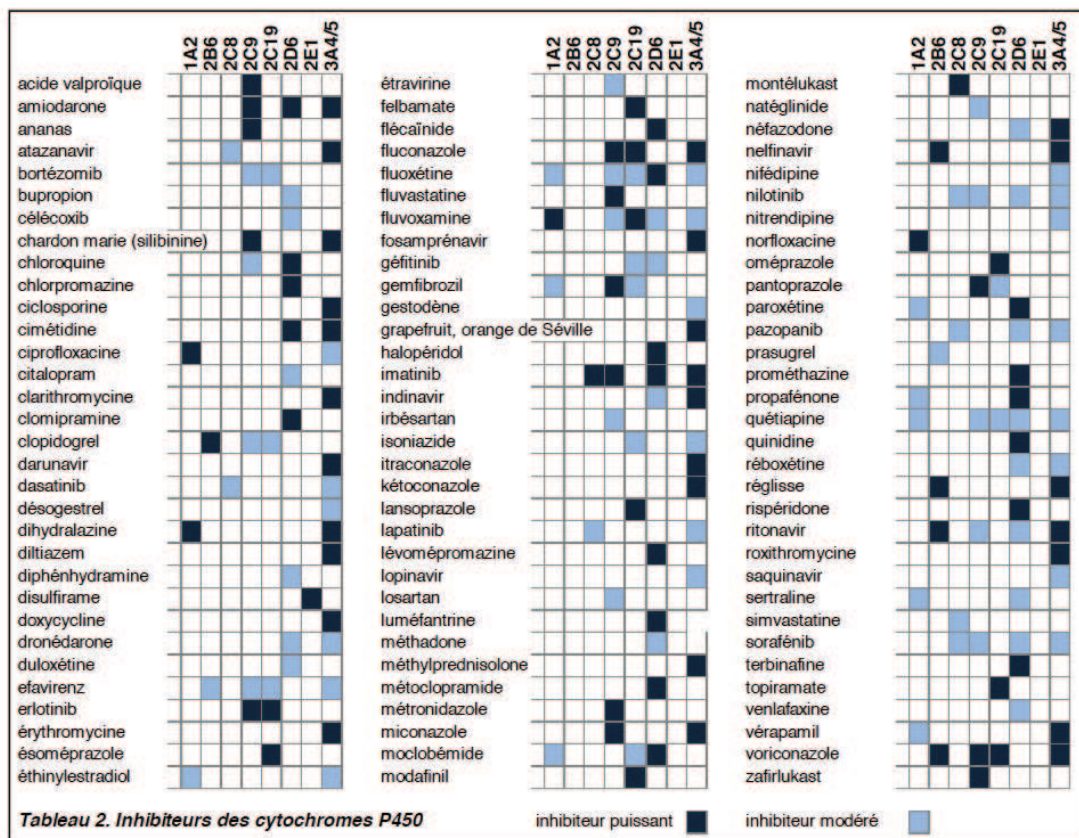 1A2 2B6 2C8 2C9 2C19 2D6 2E1 3A4/5
acide valproïque
amiodarone
ananas
atazanavir
bortézomib
bupropion
célécoxib
chardon marie (silibinine)
chloroquine
chlorpromazine
ciclosporine
cimétidine
ciprofloxacine
citalopram
clarithromycine
clomipramine
clopidogrel
darunavir
dasatinib
désogestrel
dihydralazine
diltiazem
diphénhydramine
disulfirame
doxycycline
dronédarone
duloxétine
efavirenz
erlotinib
érythromycine
ésoméprazole
éthinylestradiol
1A2 2B6 2C8 2C9 2C19 2D6 2E1 3A4/5
étravirine
felbamate
flécaïnide
fluconazole
fluoxétine
fluvastatine
fluvoxamine
fosamprénavir
géfitinib
gemfibrozil
gestodène
grapefruit, orange de Séville
halopéridol
imatinib
indinavir
irbésartan
isoniazide
itraconazole
kétoconazole
lansoprazole
lapatinib
lévomépromazine
lopinavir
losartan
luméfantrine
méthadone
méthylprednisolone
métoclopramide
métronidazole
miconazole
moclobémide
modafinil
1A2 2B6 2C8 2C9 2C19 2D6 2E1 3A4/5
montélukast
natéglinide
néfazodone
nelfinavir
nifédipine
nilotinib
nitrendipine
norfloxacine
oméprazole
pantoprazole
paroxétine
pazopanib
prasugrel
prométhazine
propafénone
quétiapine
quinidine
réboxétine
réglisse
rispéridone
ritonavir
roxithromycine
saquinavir
sertraline
simvastatine
sorafénib
terbinafine
topiramate
venlafaxine
vérapamil
voriconazole
zafirlukast
Tableau 2. Inhibiteurs des cytochromes P450
inhibiteur puissant
inhibiteur modéré